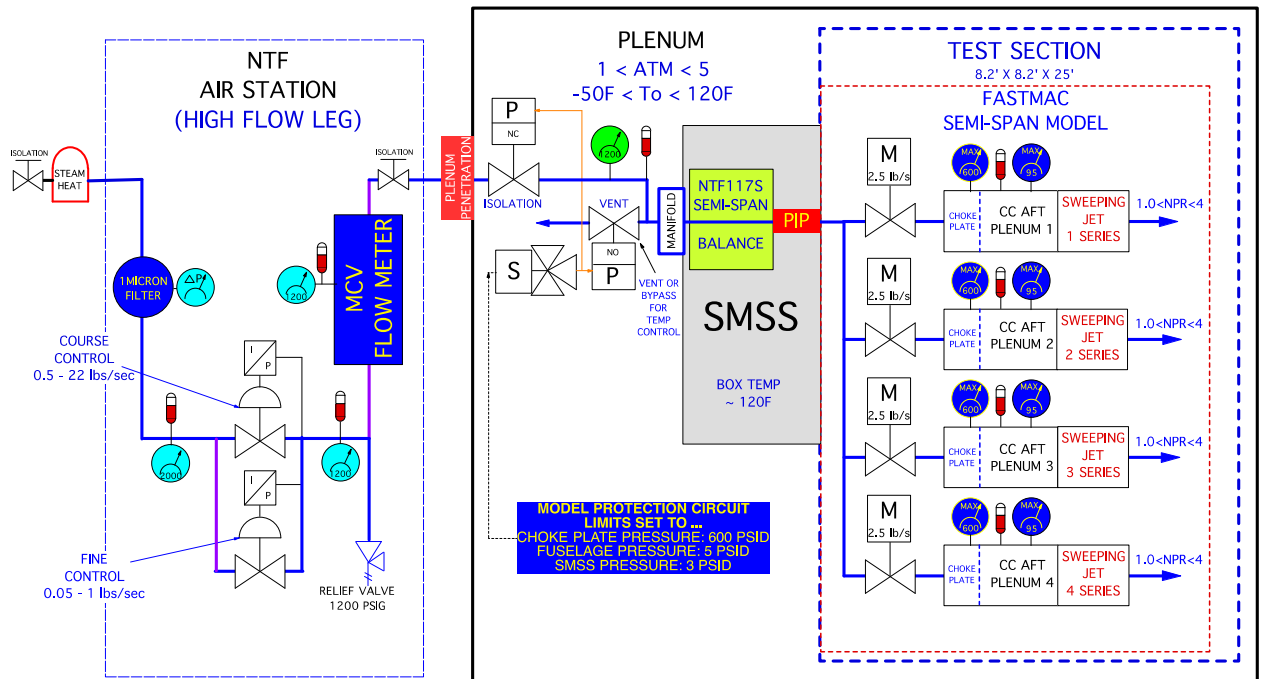 NTF
AIR STATION
(HIGH FLOW LEG)
ISOLATION
STEAM
HEAT
1MICRON
FILTER
ΔP
COURSE
CONTROL
0.5 - 22 lbs/sec
I
P
2000
1200
I
P
FINE
CONTROL
0.05 - 1 lbs/sec
RELIEF VALVE
1200 PSIG
1200
MCV
FLOW METER
ISOLATION
PLENUM
PENETRATION
PLENUM
1 < ATM < 5
-50F < To < 120F
P
NC
ISOLATION
1200
VENT
NO
P
S
VENT OR
BYPASS
FOR
TEMP
CONTROL
MANIFOLD
NTF117S
SEMI-SPAN
BALANCE
PIP
SMSS
BOX TEMP
~ 120F
MODEL PROTECTION CIRCUIT
LIMITS SET TO ...
CHOKE PLATE PRESSURE: 600 PSID
FUSELAGE PRESSURE: 5 PSID
SMSS PRESSURE: 3 PSID
TEST SECTION
8.2' X 8.2' X 25'
FASTMAC
SEMI-SPAN MODEL
M
2.5 lb/s
MAX
600
MAX
95
CHOKE
PLATE
CC AFT
PLENUM 1
SWEEPING
JET
1 SERIES
1.0<NPR<4
M
2.5 lb/s
MAX
600
MAX
95
CHOKE
PLATE
CC AFT
PLENUM 2
SWEEPING
JET
2 SERIES
1.0<NPR<4
M
2.5 lb/s
MAX
600
MAX
95
CHOKE
PLATE
CC AFT
PLENUM 3
SWEEPING
JET
3 SERIES
1.0<NPR<4
M
2.5 lb/s
MAX
600
MAX
95
CHOKE
PLATE
CC AFT
PLENUM 4
SWEEPING
JET
4 SERIES
1.0<NPR<4